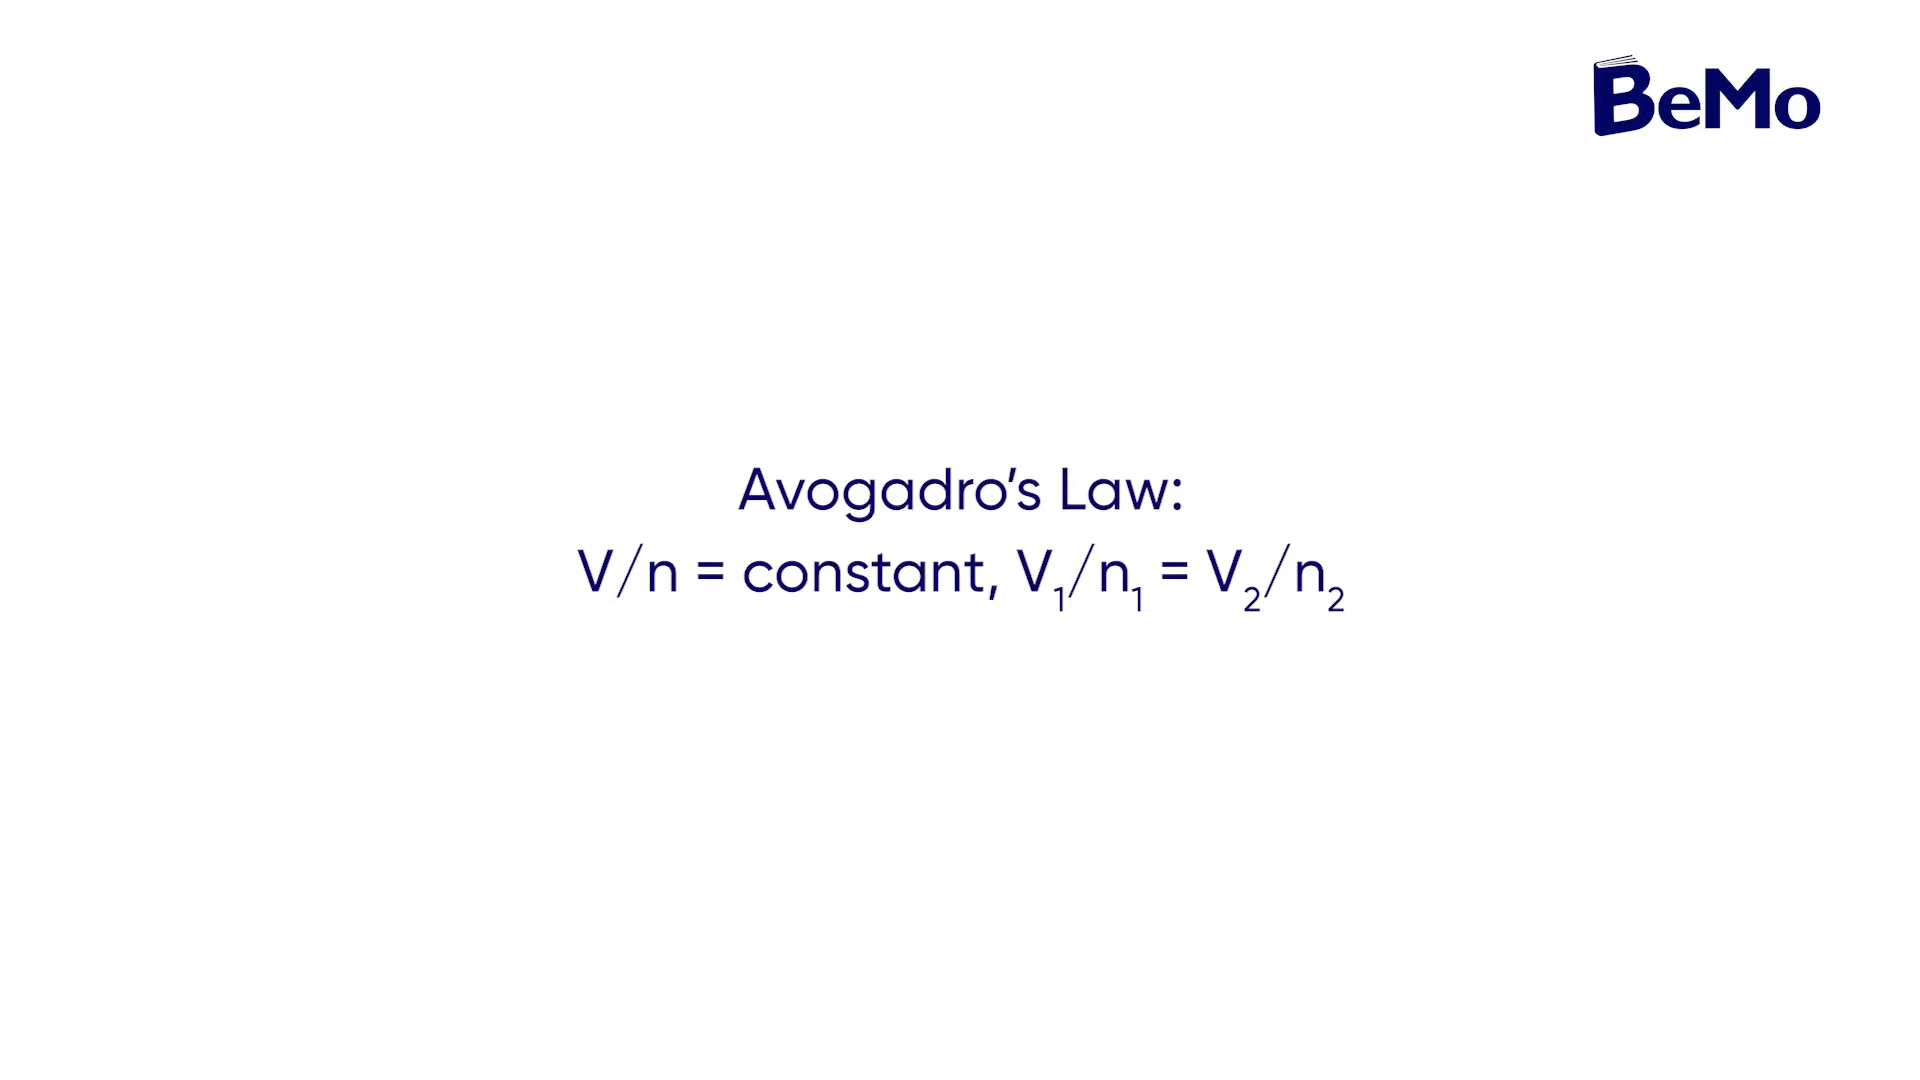 BeMo
Avogadro’s Law:
V/n = constant, V₁/n₁ = V₂/n₂